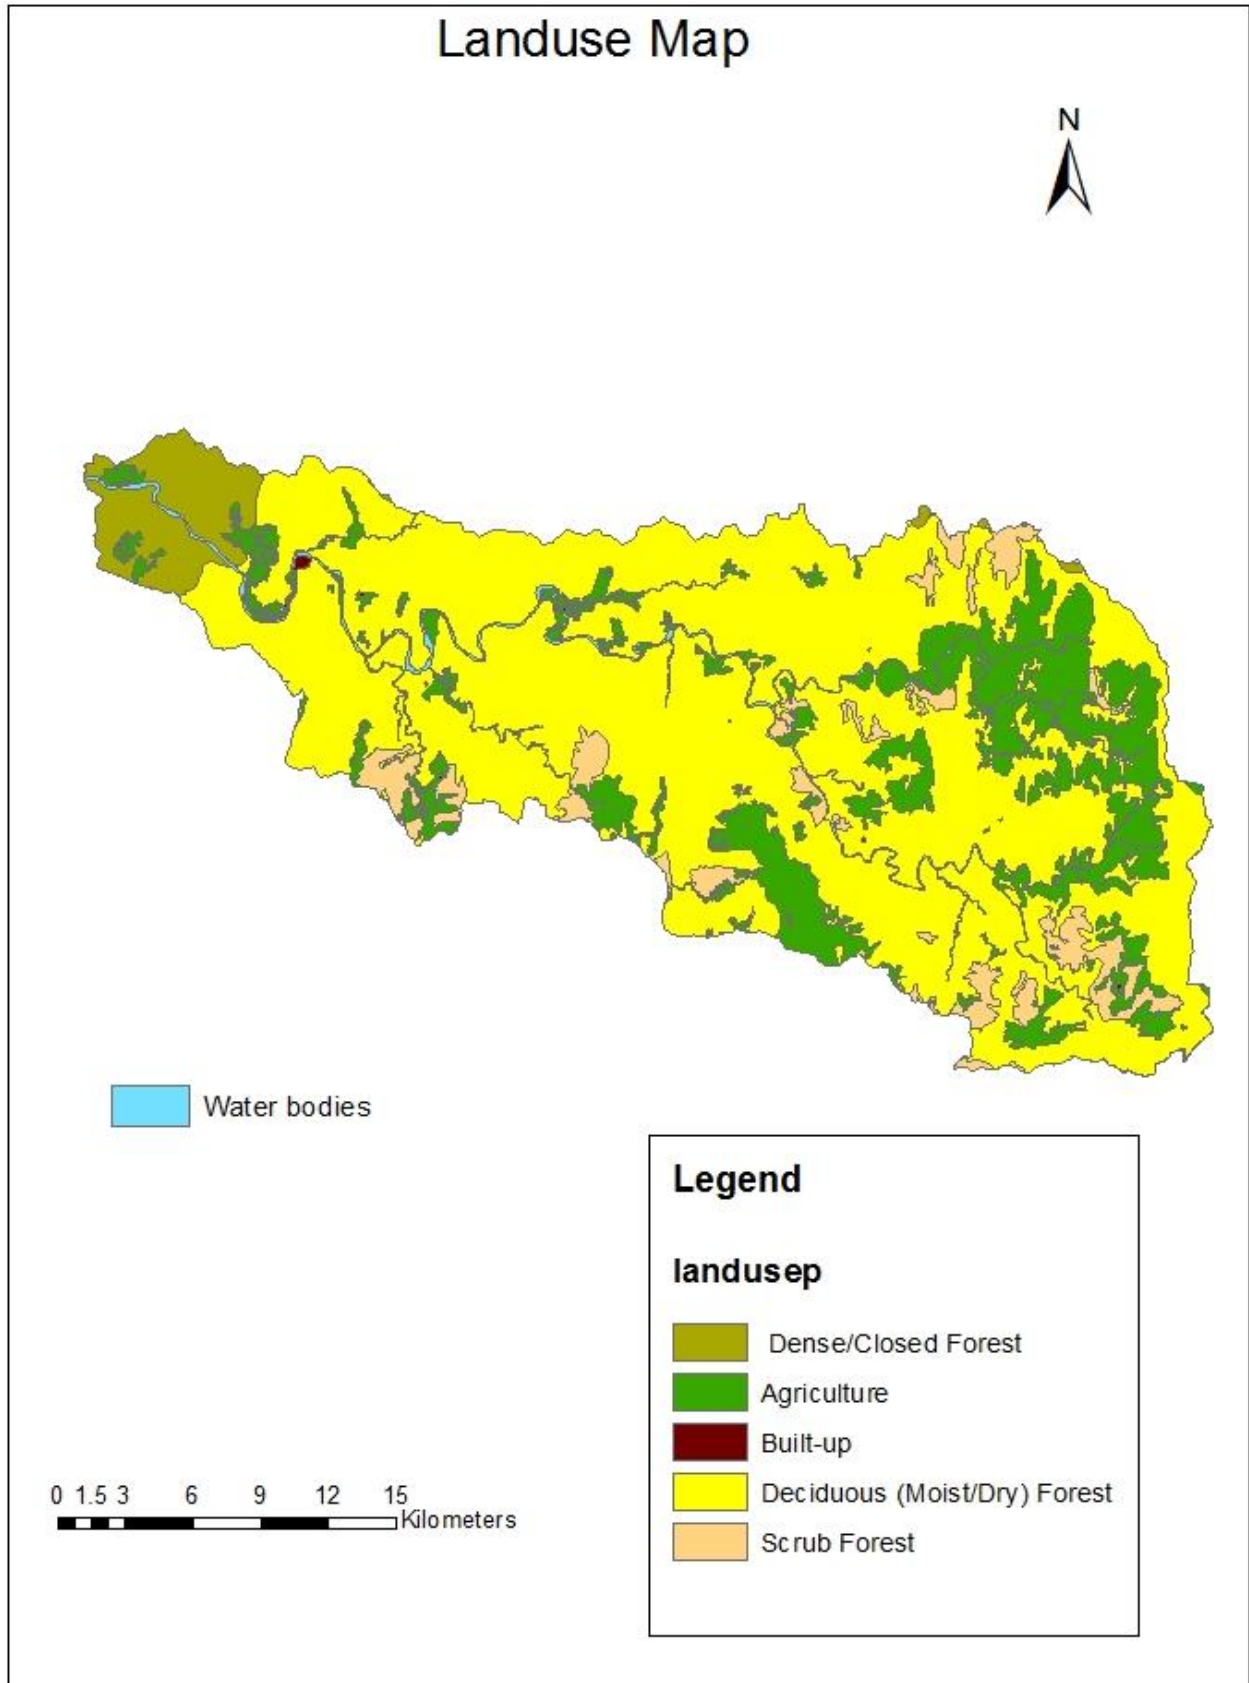 Landuse Map
N
Water bodies
Legend
landusep
Dense/Closed Forest
Agriculture
Built-up
Deciduous (Moist/Dry) Forest
Scrub Forest
0 1.5 3 6 9 12 15
Kilometers